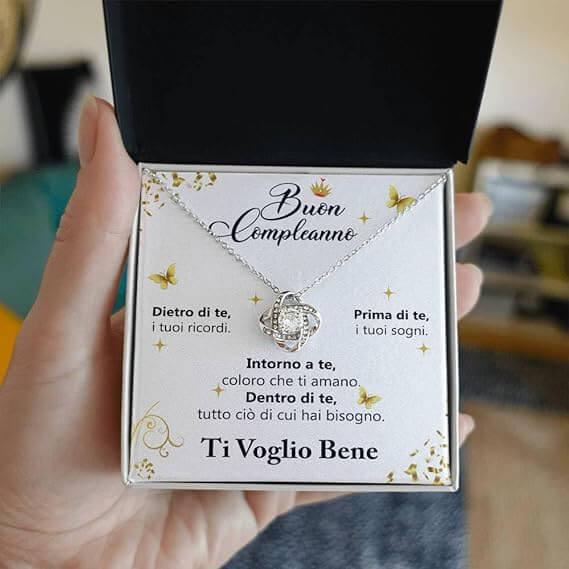 Buon
Compleanno
Dietro di te,
i tuoi ricordi.
Prima di te,
i tuoi sogni.
Intorno a te,
coloro che ti amano.
Dentro di te,
tutto ciò di cui hai bisogno.
Ti Voglio Bene